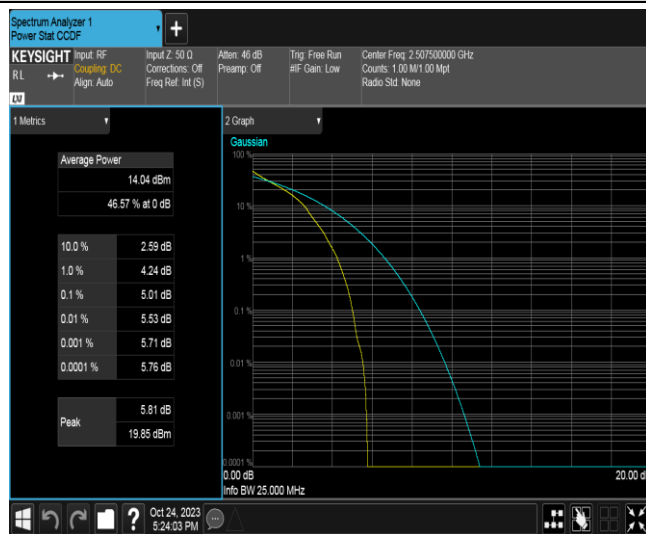 Spectrum Analyzer 1
Power Stat CCDF
+
KEYSIGHT
RL
LXI
Input: RF
Coupling: DC
Align: Auto
Input Z: 50 Ω
Corrections: Off
Freq Ref: Int (S)
Atten: 46 dB
Preamp: Off
Trig: Free Run
#IF Gain: Low
Center Freq: 2.507500000 GHz
Counts: 1.00 M/1.00 Mpt
Radio Std: None
1 Metrics
Average Power
14.04 dBm
46.57 % at 0 dB
10.0 % 2.59 dB
1.0 % 4.24 dB
0.1 % 5.01 dB
0.01 % 5.53 dB
0.001 % 5.71 dB
0.0001 % 5.76 dB
Peak
5.81 dB
19.85 dBm
2 Graph
Gaussian
100 %
10 %
1 %
0.1 %
0.01 %
0.001 %
0.0001 %
0.00 dB
20.00 d
Info BW 25.000 MHz
?
Oct 24, 2023
5:24:03 PM